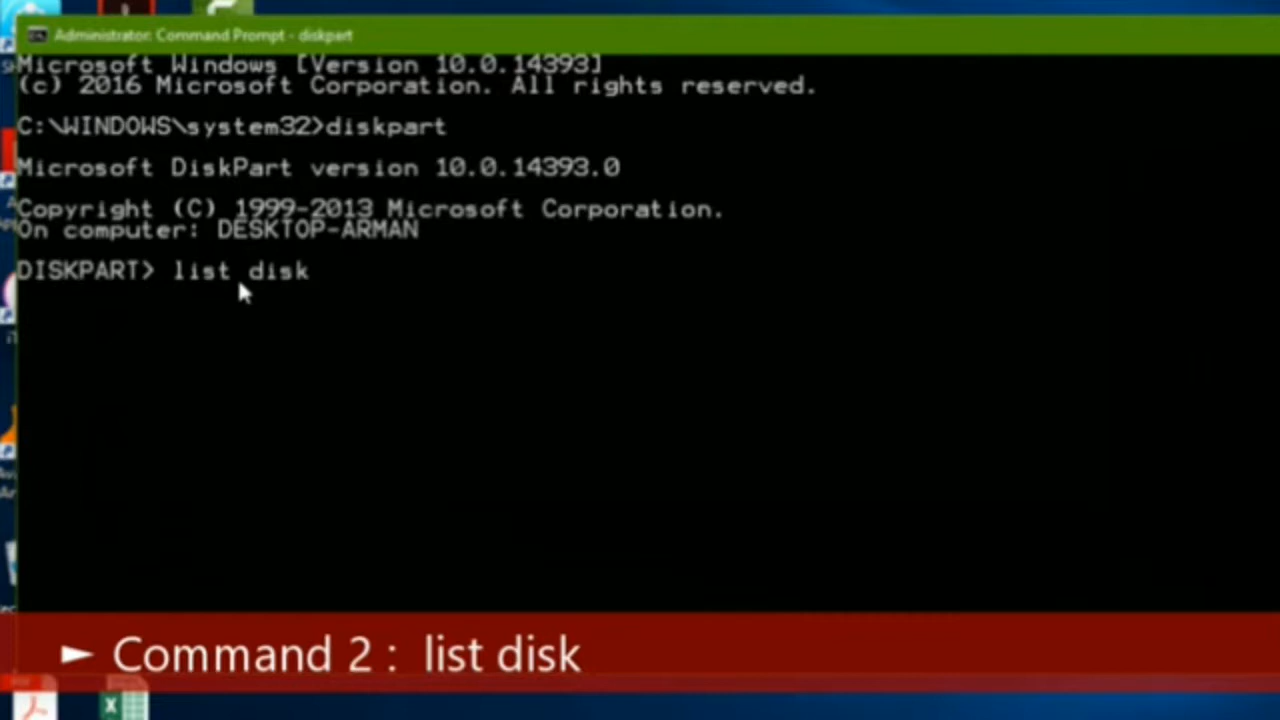 Administrator: Command Prompt - diskpart
Microsoft Windows [Version 10.0.14393]
(c) 2016 Microsoft Corporation. All rights reserved.
C:\WINDOWS\system32>diskpart
Microsoft DiskPart version 10.0.14393.0
Copyright (C) 1999-2013 Microsoft Corporation.
On computer: DESKTOP-ARMAN
DISKPART> list disk
► Command 2 : list disk